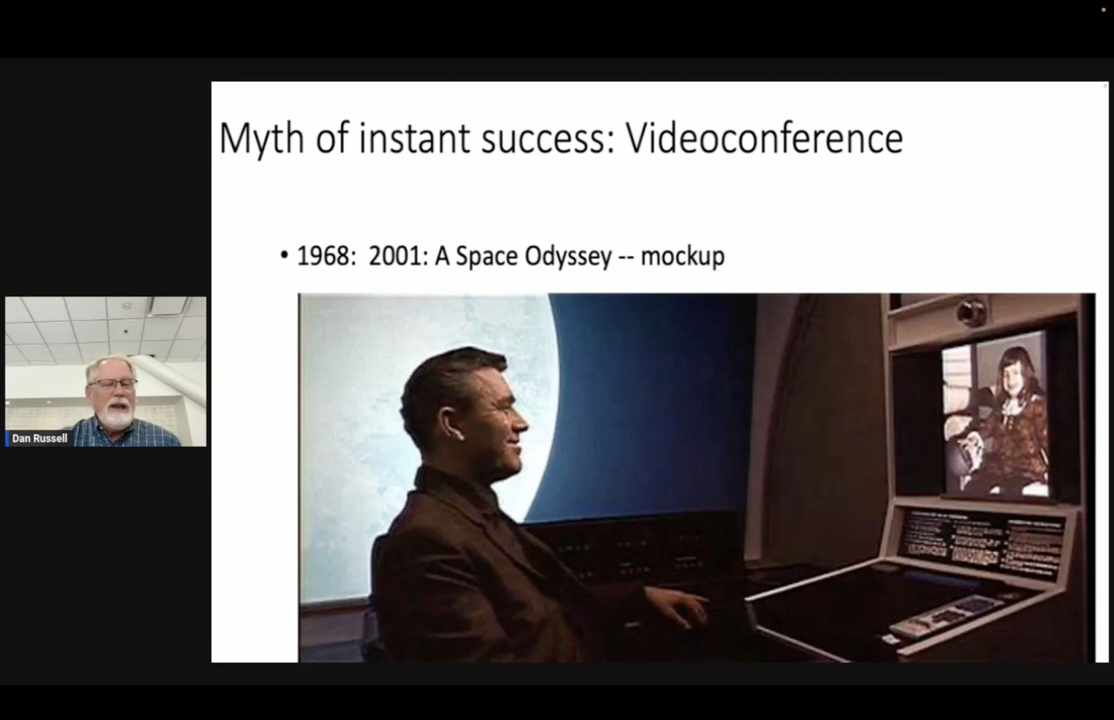 Myth of instant success: Videoconference
• 1968: 2001: A Space Odyssey -- mockup
Dan Russell